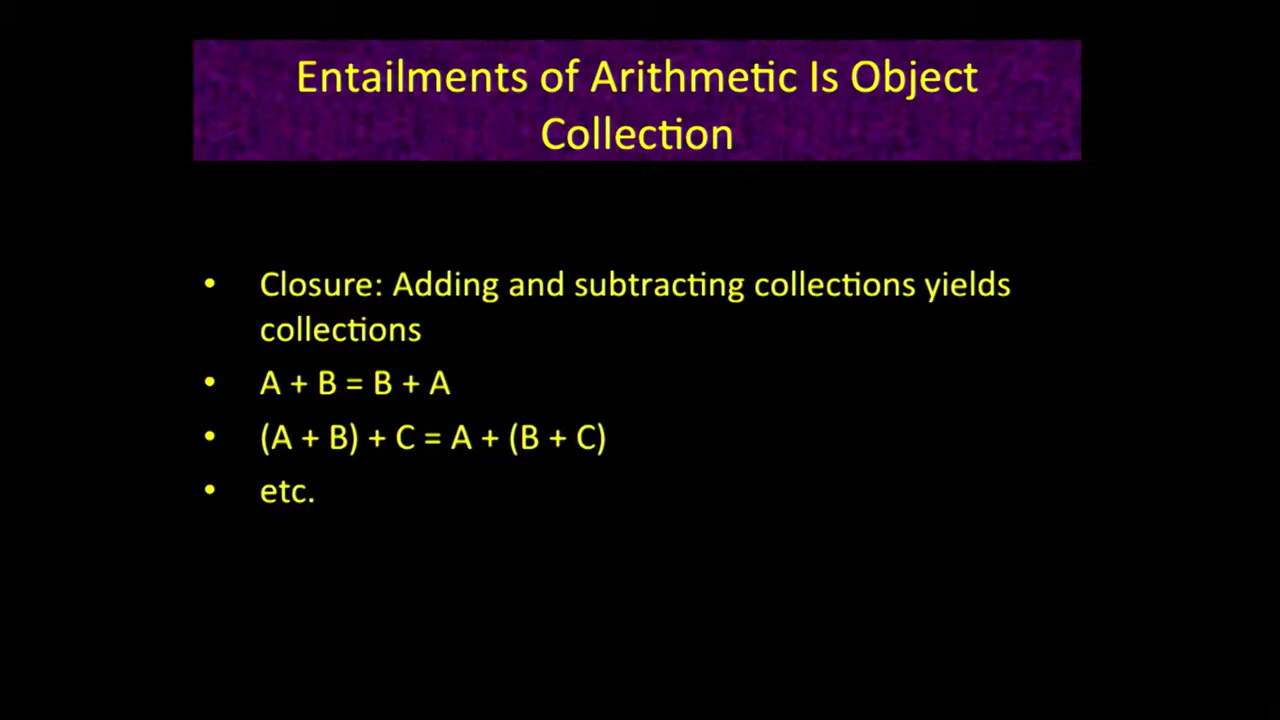 Entailments of Arithmetic Is Object
Collection
• Closure: Adding and subtracting collections yields
collections
• A + B = B + A
• (A + B) + C = A + (B + C)
• etc.